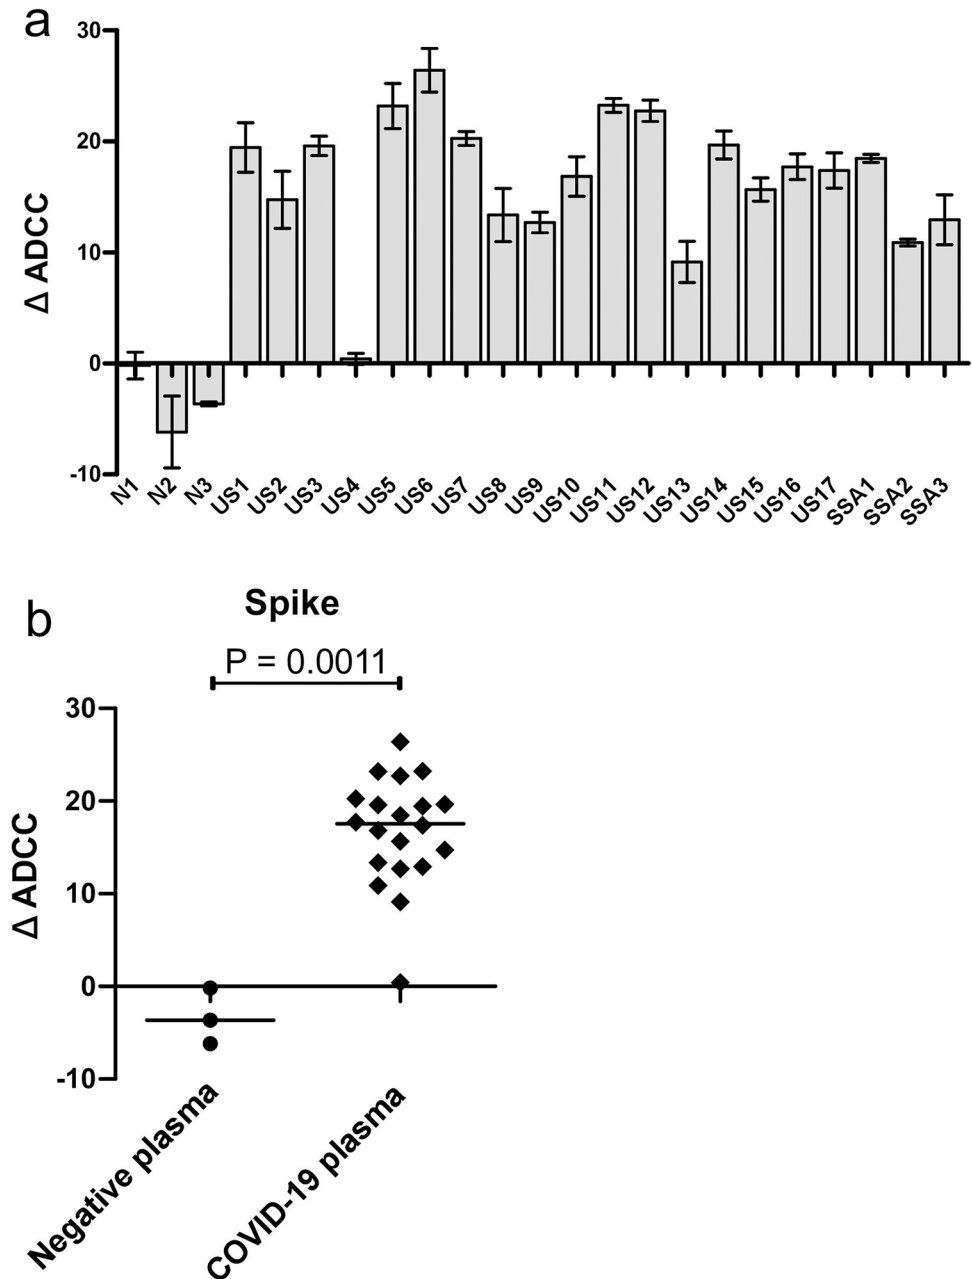 a
Δ ADCC
30
20
10
0
-10
N1 N2 N3 US1 US2 US3 US4 US5 US6 US7 US8 US9 US10 US11 US12 US13 US14 US15 US16 US17 SSA1 SSA2 SSA3
b
Spike
P = 0.0011
Δ ADCC
30
20
10
0
-10
Negative plasma
COVID-19 plasma